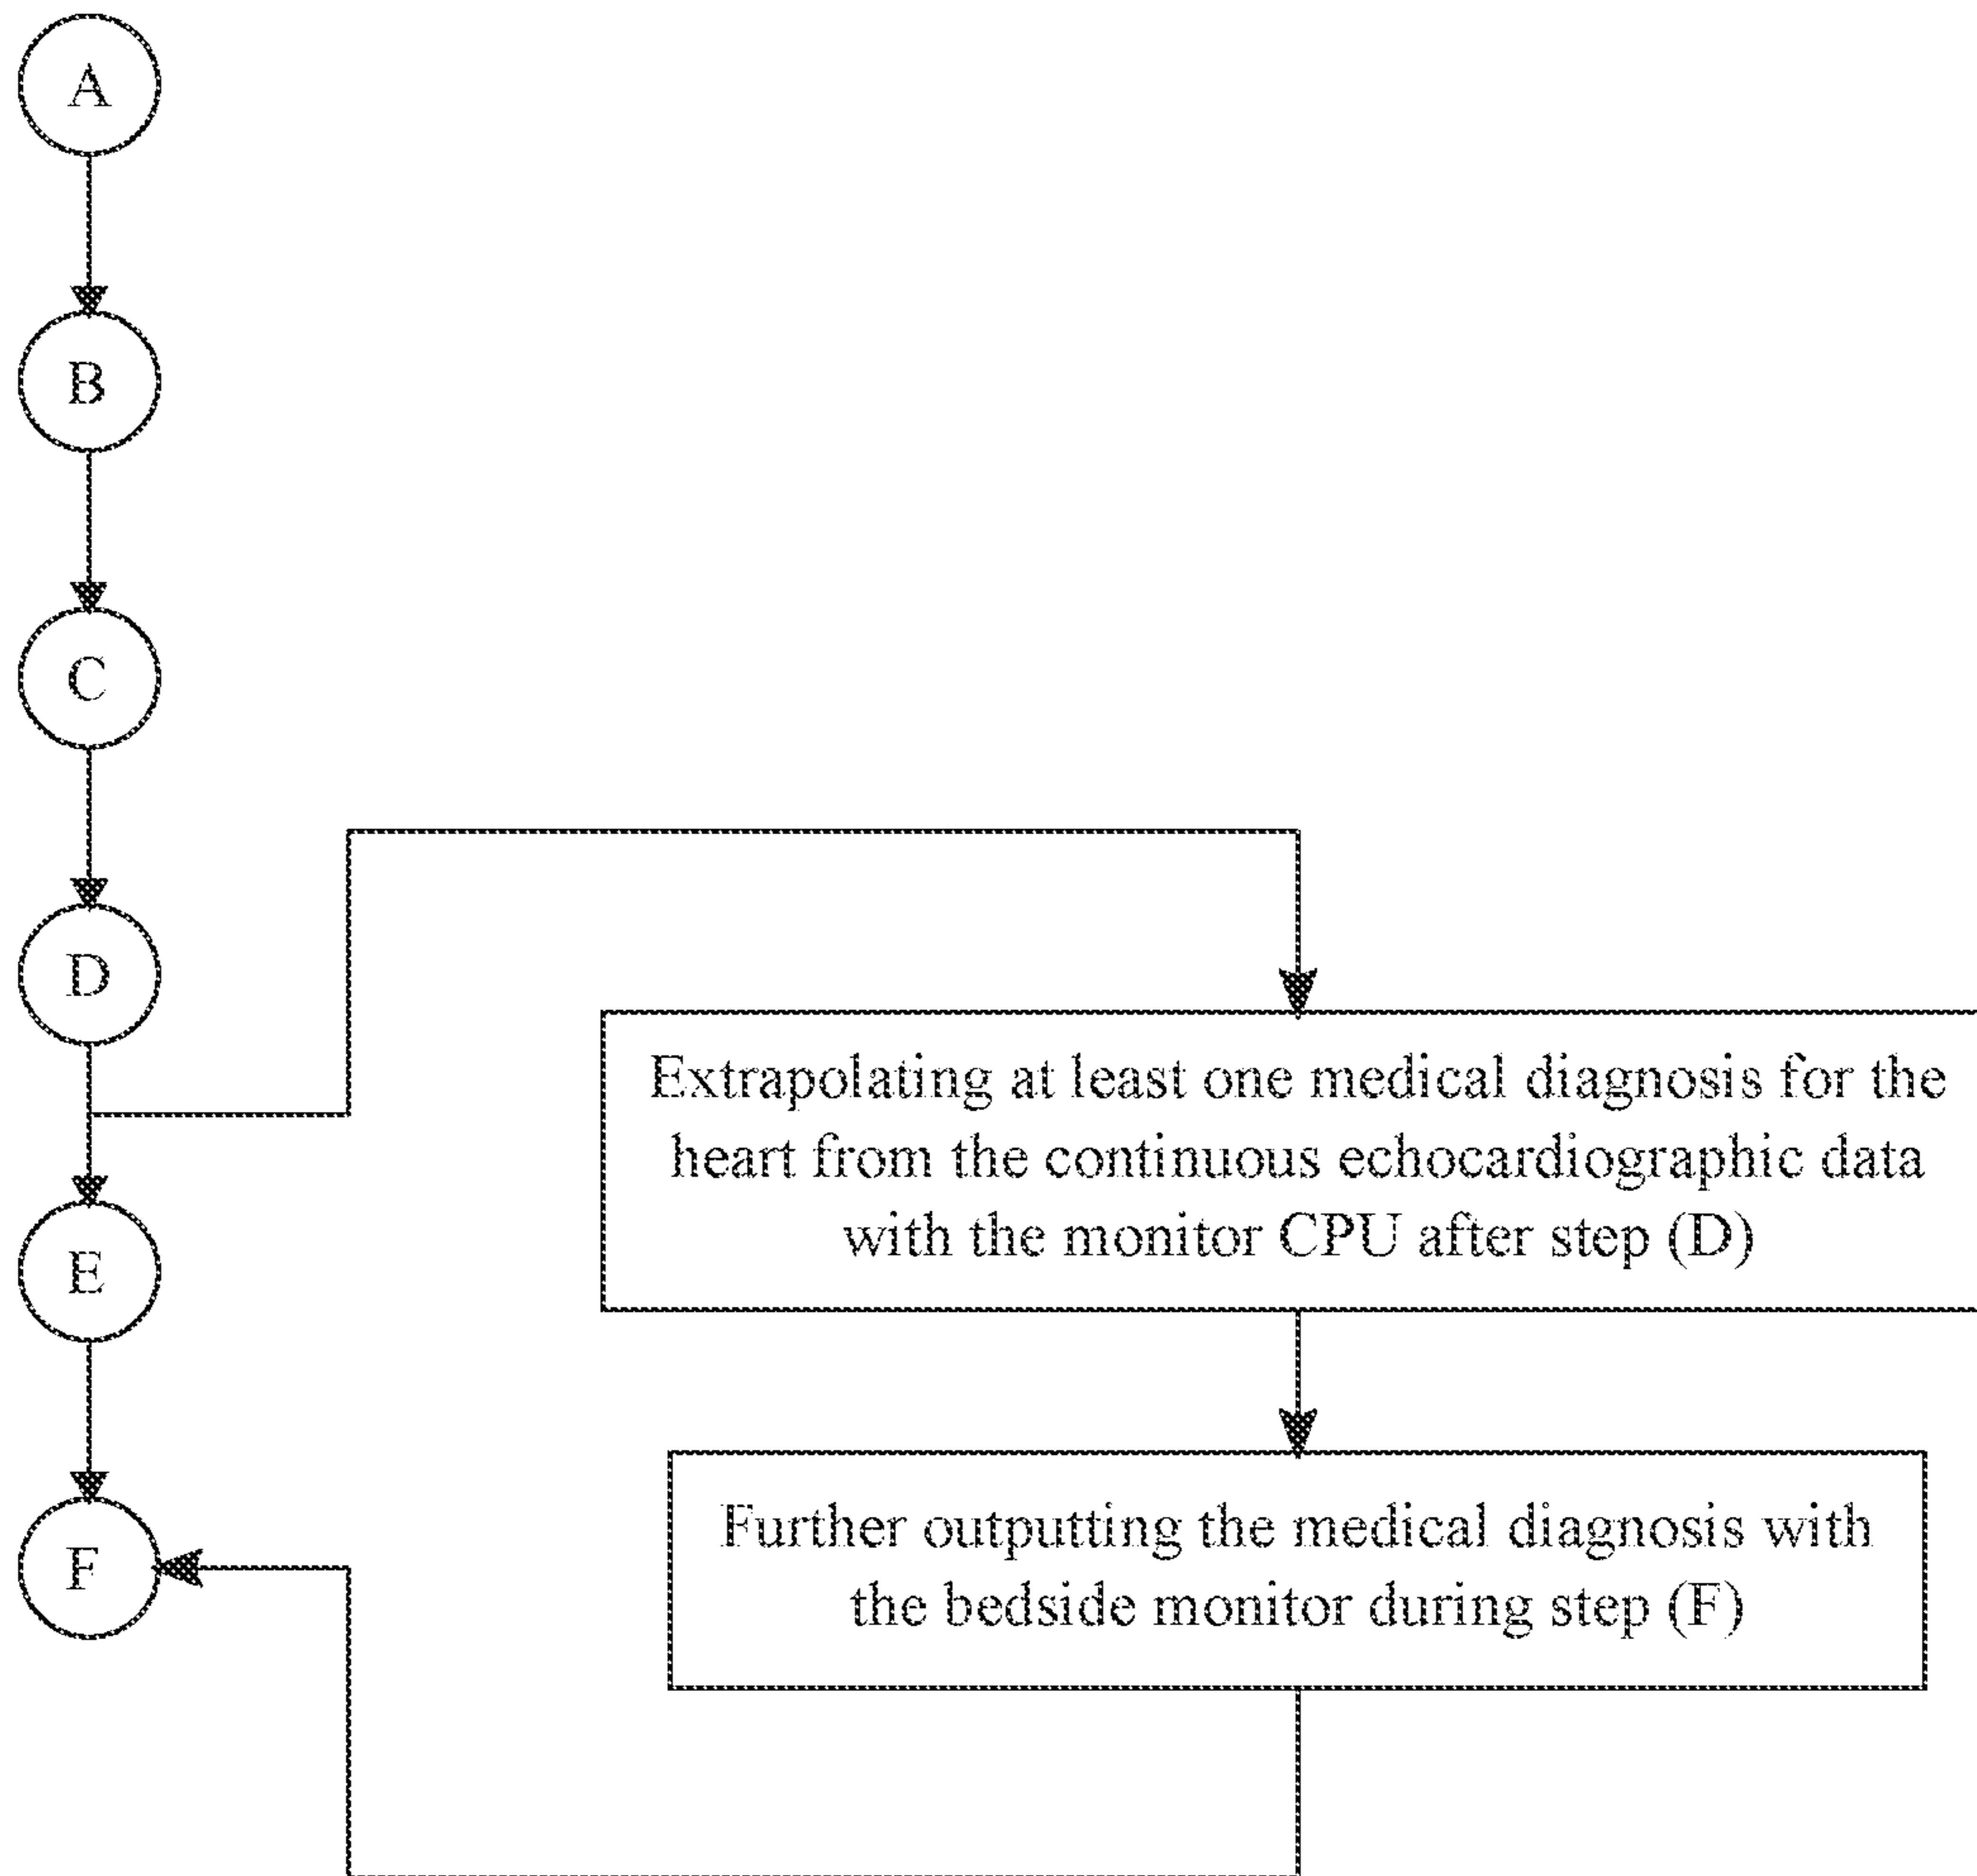 A
B
C
D
Extrapolating at least one medical diagnosis for the
heart from the continuous echocardiographic data
with the monitor CPU after step (D)
E
Further outputting the medical diagnosis with
the bedside monitor during step (F)
F